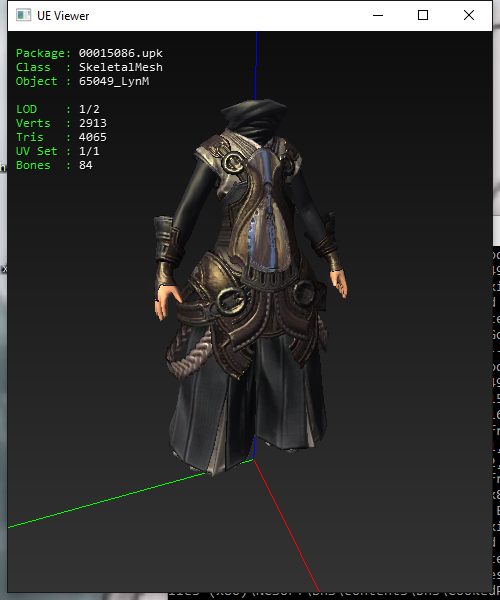 UE Viewer
Package: 00015086.upk
Class : SkeletalMesh
Object : 65049_LynM
LOD : 1/2
Verts : 2913
Tris : 4065
UV Set : 1/1
Bones : 84